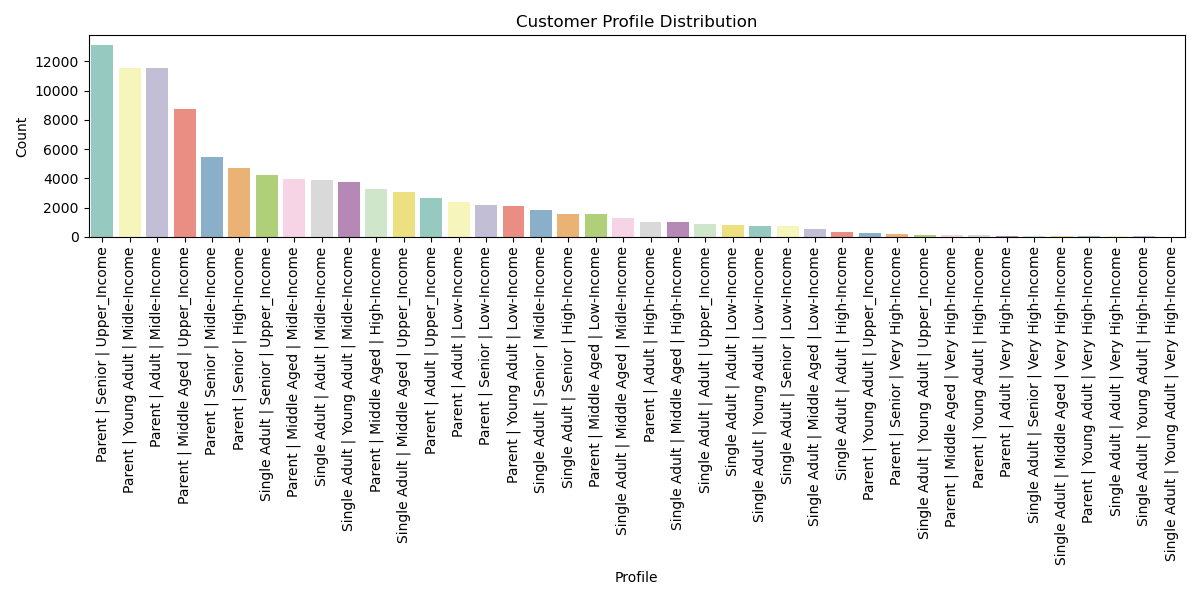 Customer Profile Distribution
Count
12000
10000
8000
6000
4000
2000
0
Parent | Senior | Upper_Income
Parent | Young Adult | Midle-Income
Parent | Adult | Midle-Income
Parent | Middle Aged | Upper_Income
Parent | Senior | Midle-Income
Parent | Senior | High-Income
Single Adult | Senior | Upper_Income
Parent | Middle Aged | Midle-Income
Single Adult | Adult | Midle-Income
Single Adult | Young Adult | Midle-Income
Parent | Middle Aged | High-Income
Single Adult | Middle Aged | Upper_Income
Parent | Adult | Upper_Income
Parent | Adult | Low-Income
Parent | Senior | Low-Income
Parent | Young Adult | Low-Income
Single Adult | Senior | Midle-Income
Single Adult | Senior | High-Income
Parent | Middle Aged | Low-Income
Single Adult | Middle Aged | Midle-Income
Parent | Adult | High-Income
Single Adult | Middle Aged | High-Income
Single Adult | Adult | Upper_Income
Single Adult | Adult | Low-Income
Single Adult | Young Adult | Low-Income
Single Adult | Senior | Low-Income
Single Adult | Middle Aged | Low-Income
Single Adult | Adult | High-Income
Parent | Young Adult | Upper_Income
Parent | Senior | Very High-Income
Single Adult | Young Adult | Upper_Income
Parent | Middle Aged | Very High-Income
Parent | Young Adult | High-Income
Parent | Adult | Very High-Income
Single Adult | Senior | Very High-Income
Single Adult | Middle Aged | Very High-Income
Parent | Young Adult | Very High-Income
Single Adult | Adult | Very High-Income
Single Adult | Young Adult | High-Income
Single Adult | Young Adult | Very High-Income
Profile